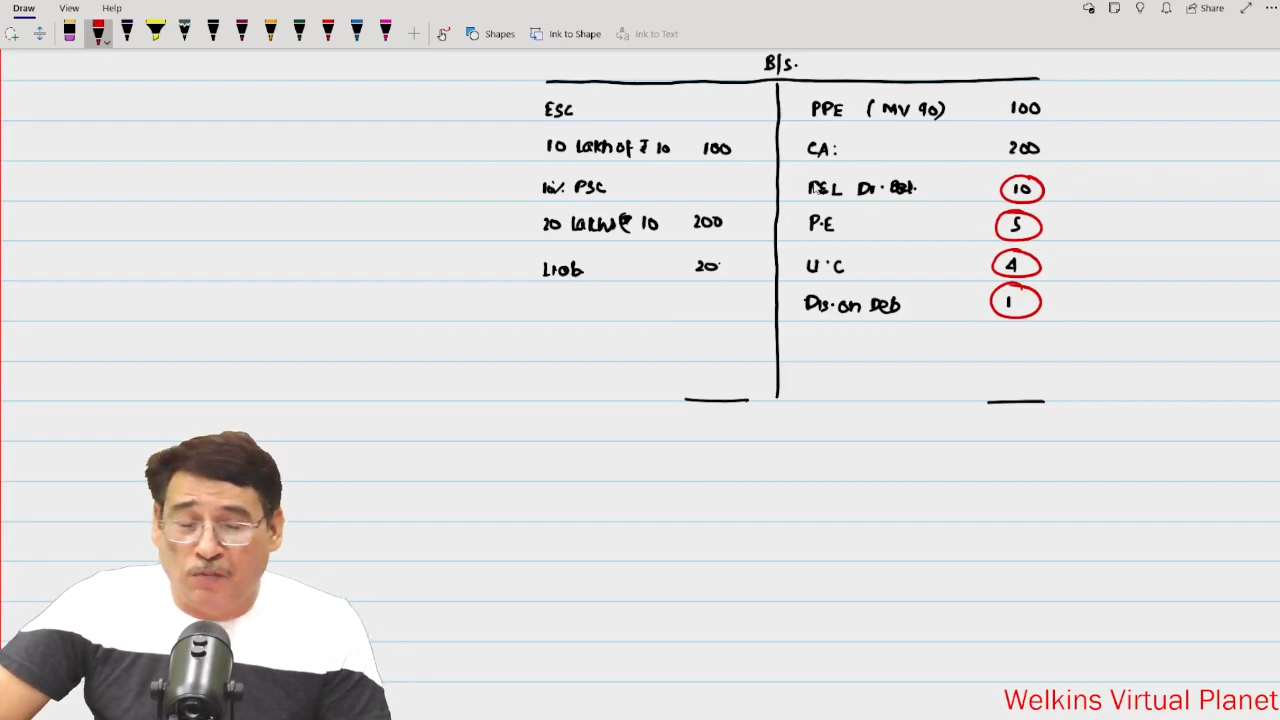 Draw View Help
Share
Shapes Ink to Shape Ink to Text
B/S.
ESC
10 Lakh of ₹ 10 100
10% PSC
20 Lakhs @ 10 200
Liab 20
PPE ( MV 90) 100
CA: 200
P&L Dr. Bal. 10
P.E 5
U.C 4
Dis. on Deb 1
Welkins Virtual Planet